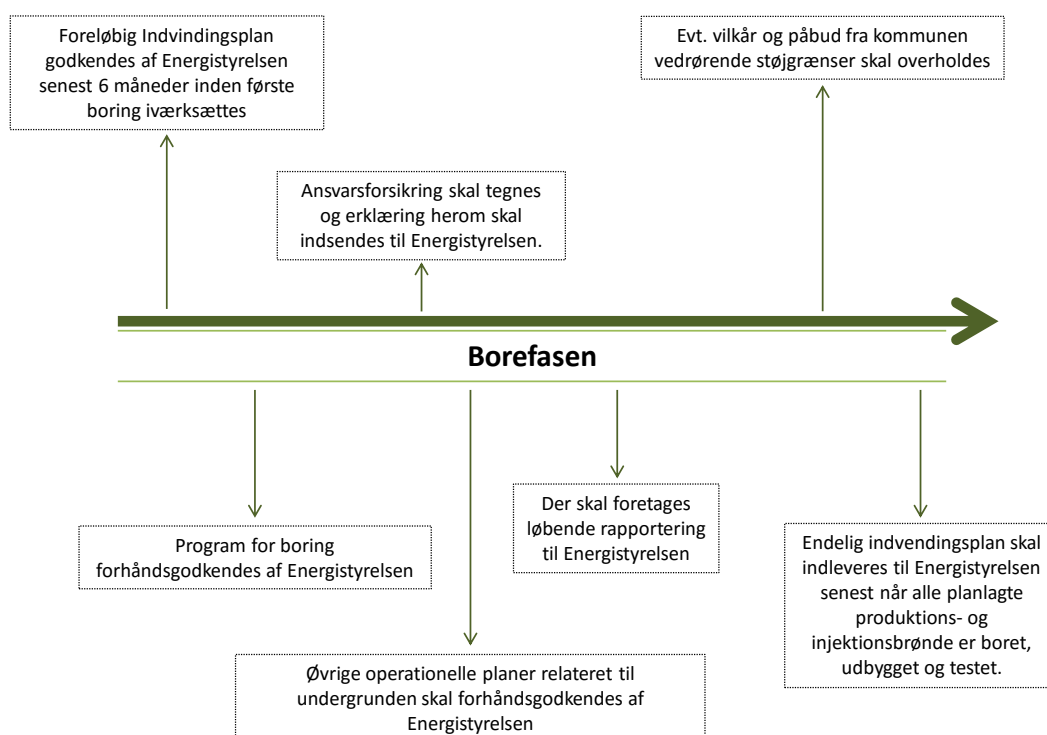 Foreløbig Indvindingsplan
godkendes af Energistyrelsen
senest 6 måneder inden første
boring iværksættes
Evt. vilkår og påbud fra kommunen
vedrørende støjgrænser skal overholdes
Ansvarsforsikring skal tegnes
og erklæring herom skal
indsendes til Energistyrelsen.
Borefasen
Program for boring
forhåndsgodkendes af Energistyrelsen
Øvrige operationelle planer relateret til
undergrunden skal forhåndsgodkendes af
Energistyrelsen
Der skal foretages
løbende rapportering
til Energistyrelsen
Endelig indvendingsplan skal
indleveres til Energistyrelsen
senest når alle planlagte
produktions- og
injektionsbrønde er boret,
udbygget og testet.